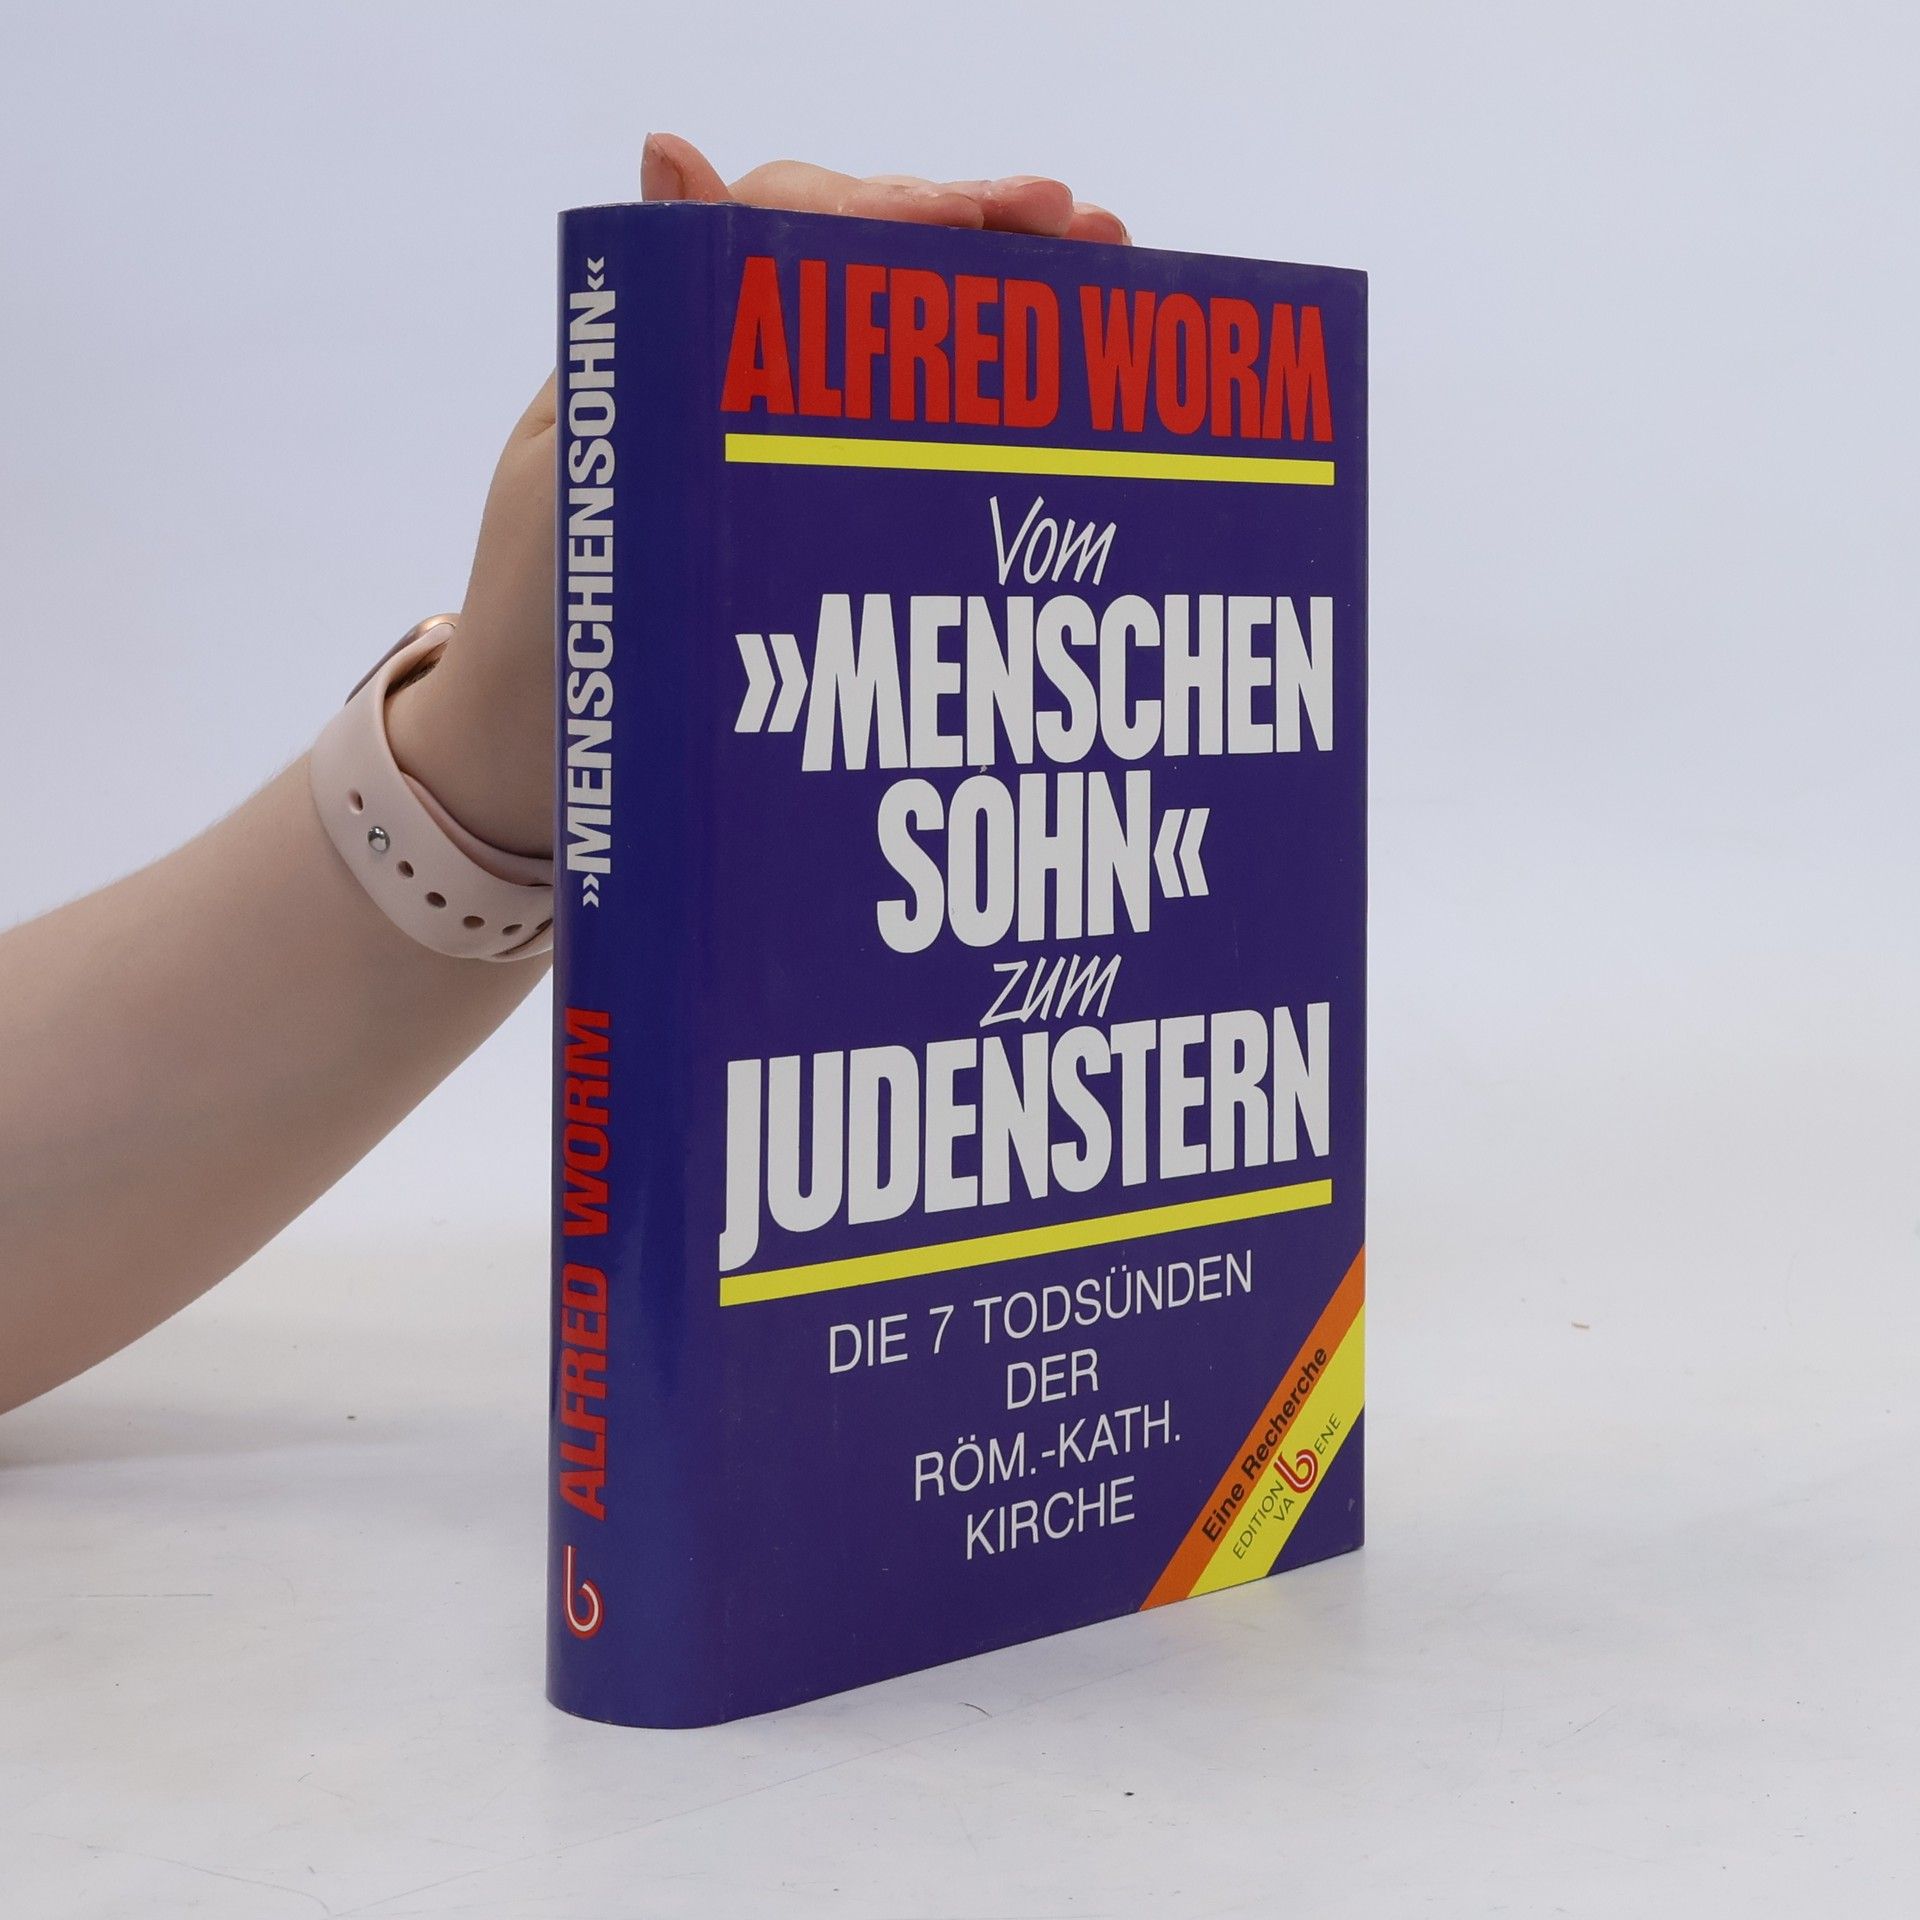 »MENSCHENSOHN«
ALFRED WORM
b
ALFRED WORM
Vom
»MENSCHEN
SOHN«
zum
JUDENSTERN
DIE 7 TODSÜNDEN
DER
RÖM.-KATH.
KIRCHE
Eine Recherche
EDITION
VA bENE